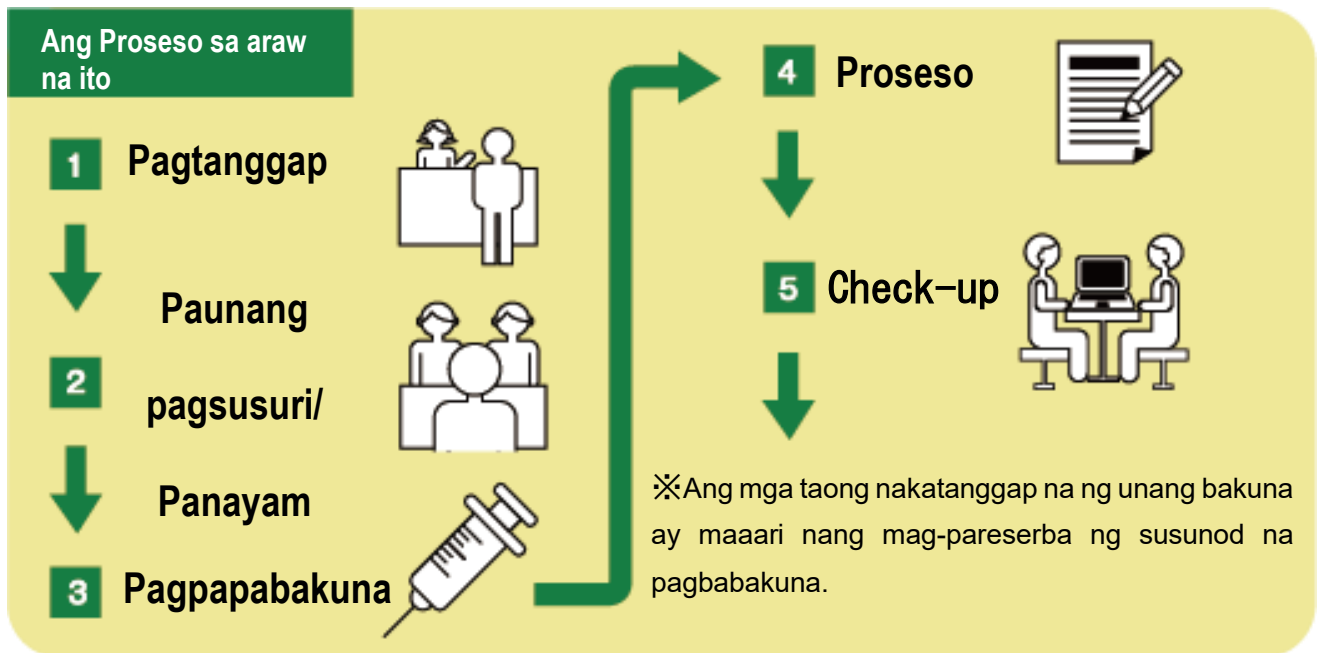 Ang Proseso sa araw
na ito
1 Pagtanggap
Paunang
2 pagsusuri/
Panayam
3 Pagpapabakuna
4 Proseso
5 Check-up
※Ang mga taong nakatanggap na ng unang bakuna
ay maaari nang mag-pareserba ng susunod na
pagbabakuna.